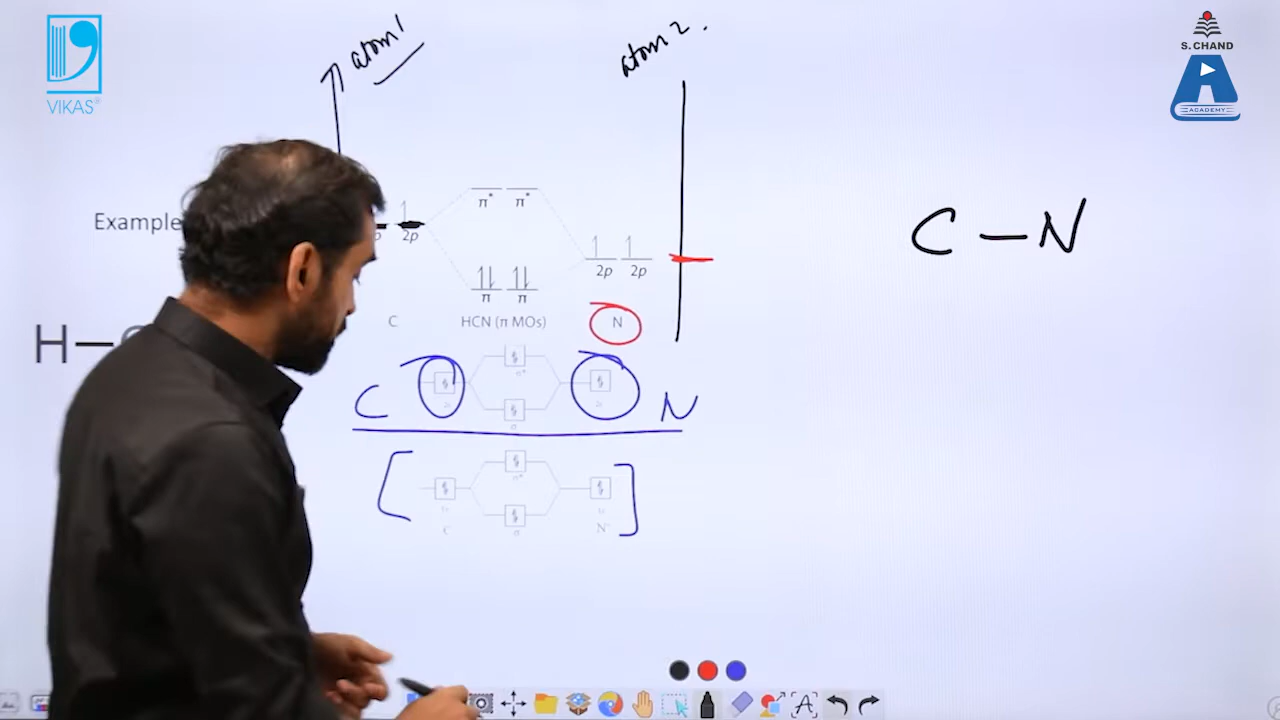 VIKAS®
S. CHAND
ACADEMY
atom 1
atom 2.
Example
2p
π* π*
2p 2p
π π
C HCN (π MOs) N
H—
C N
C N
C – N